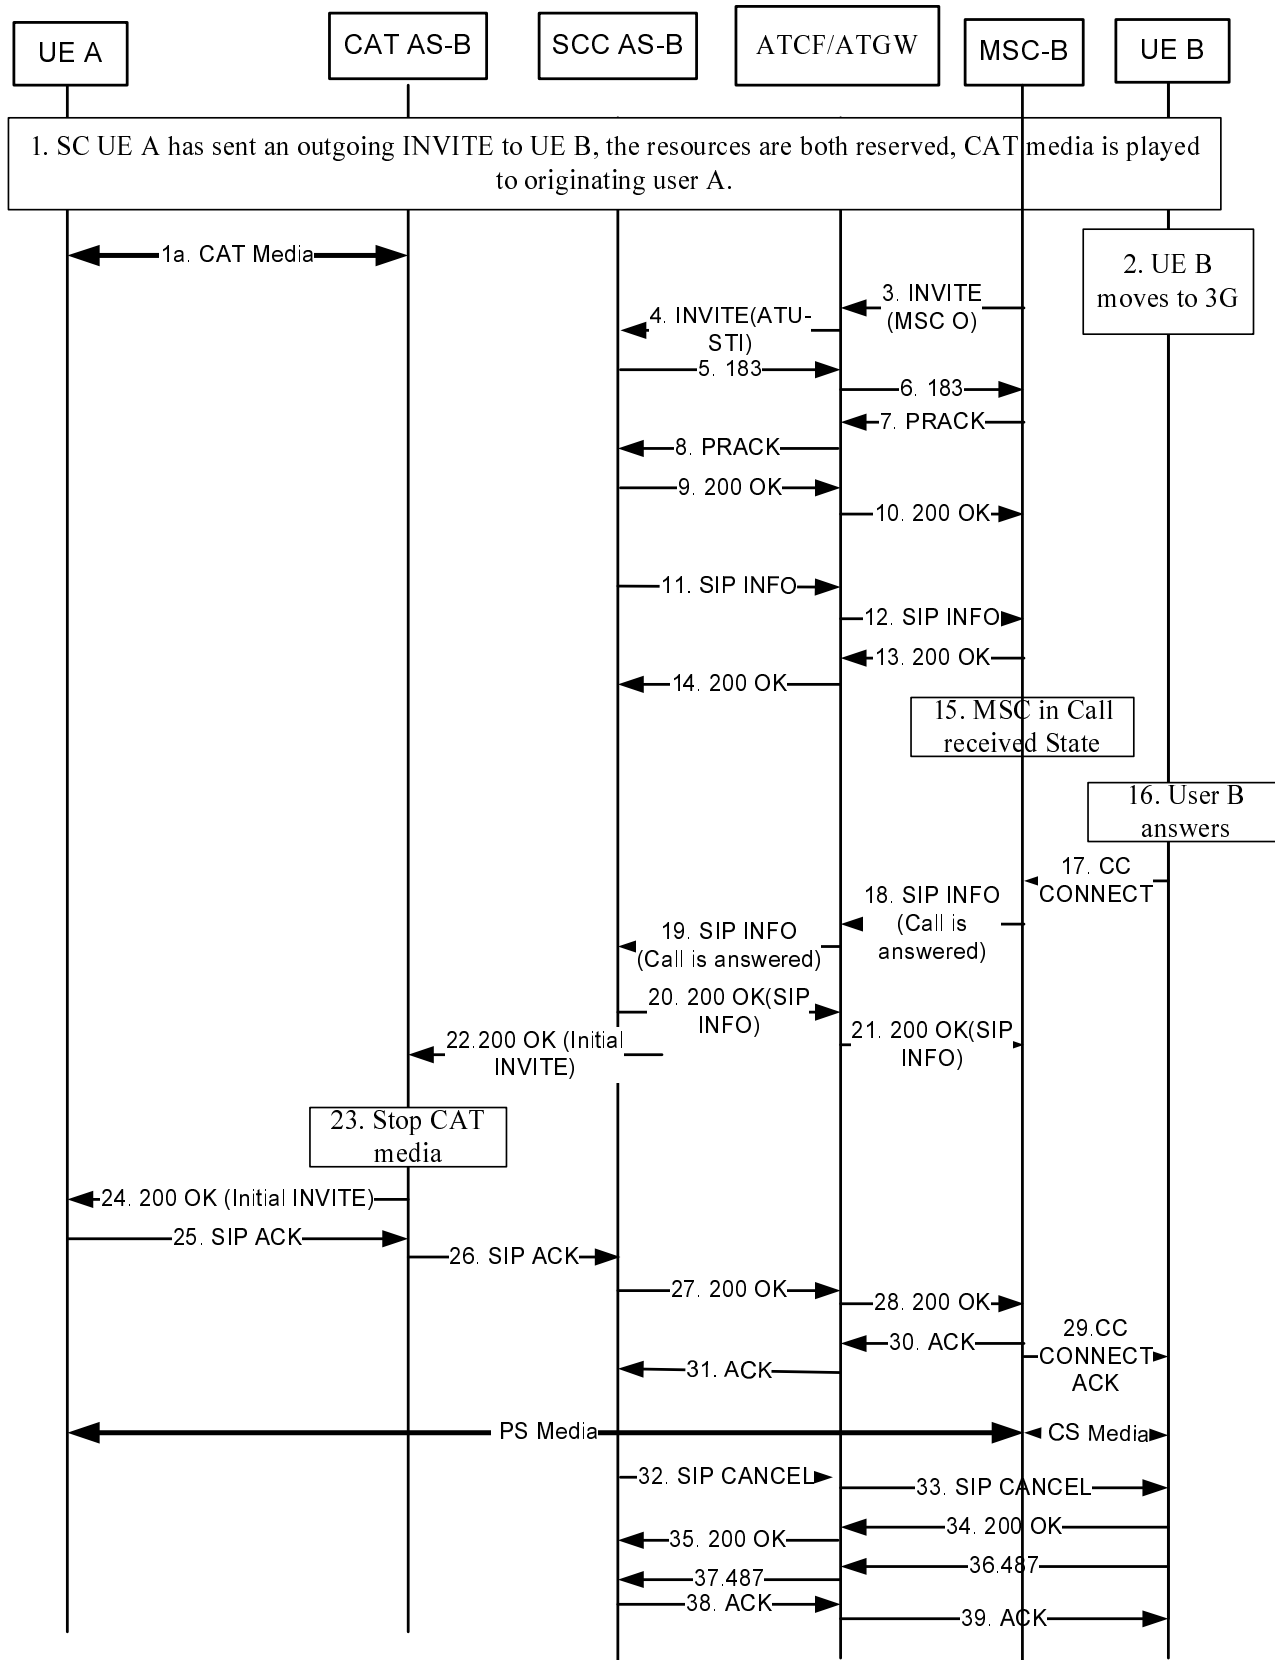 UE A
CAT AS-B
SCC AS-B
ATCF/ATGW
MSC-B
UE B
1. SC UE A has sent an outgoing INVITE to UE B, the resources are both reserved, CAT media is played
to originating user A.
1a. CAT Media
2. UE B
moves to 3G
3. INVITE
(MSC O)
4. INVITE(ATU-
STI)
5. 183
6. 183
7. PRACK
8. PRACK
9. 200 OK
10. 200 OK
11. SIP INFO
12. SIP INFO
13. 200 OK
14. 200 OK
15. MSC in Call
received State
16. User B
answers
17. CC
CONNECT
18. SIP INFO
(Call is
answered)
19. SIP INFO
(Call is answered)
20. 200 OK(SIP
INFO)
21. 200 OK(SIP
INFO)
22.200 OK (Initial
INVITE)
23. Stop CAT
media
24. 200 OK (Initial INVITE)
25. SIP ACK
26. SIP ACK
27. 200 OK
28. 200 OK
29.CC
CONNECT
ACK
30. ACK
31. ACK
PS Media
CS Media
32. SIP CANCEL
33. SIP CANCEL
34. 200 OK
35. 200 OK
36.487
37.487
38. ACK
39. ACK